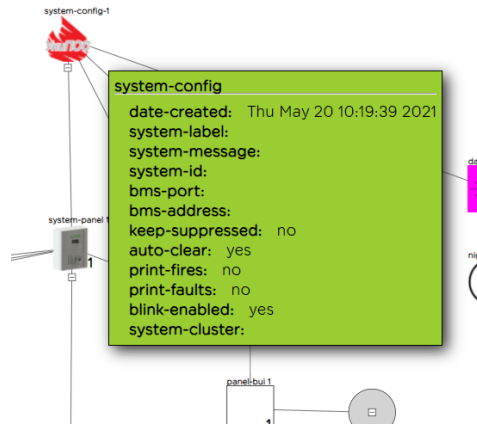 system-config-1
system-config
date-created: Thu May 20 10:19:39 2021
system-label:
system-message:
system-id:
bms-port:
bms-address:
keep-suppressed: no
auto-clear: yes
print-fires: no
print-faults: no
blink-enabled: yes
system-cluster:
system-panel 1
1
da
nig
panel-bui 1
1